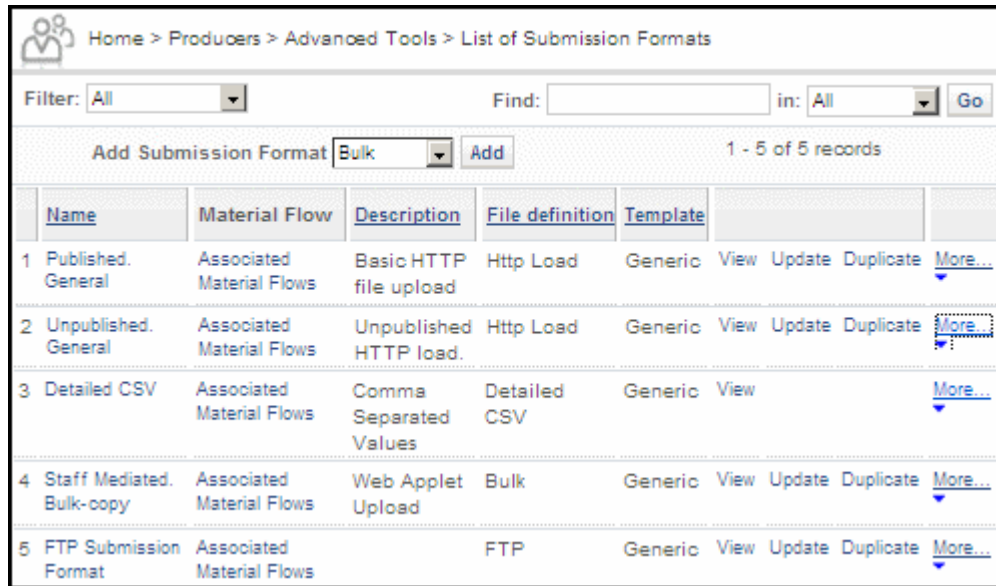 Home > Producers > Advanced Tools > List of Submission Formats
Filter: All Find: in: All Go
Add Submission Format Bulk Add 1 - 5 of 5 records
Name Material Flow Description File definition Template
1 Published. Associated Basic HTTP Http Load Generic View Update Duplicate More...
General Material Flows file upload
2 Unpublished. Associated Unpublished Http Load Generic View Update Duplicate More...
General Material Flows HTTP load.
3 Detailed CSV Associated Comma Detailed Generic View More...
Material Flows Separated CSV
Values
4 Staff Mediated. Associated Web Applet Bulk Generic View Update Duplicate More...
Bulk-copy Material Flows Upload
5 FTP Submission Associated FTP Generic View Update Duplicate More...
Format Material Flows